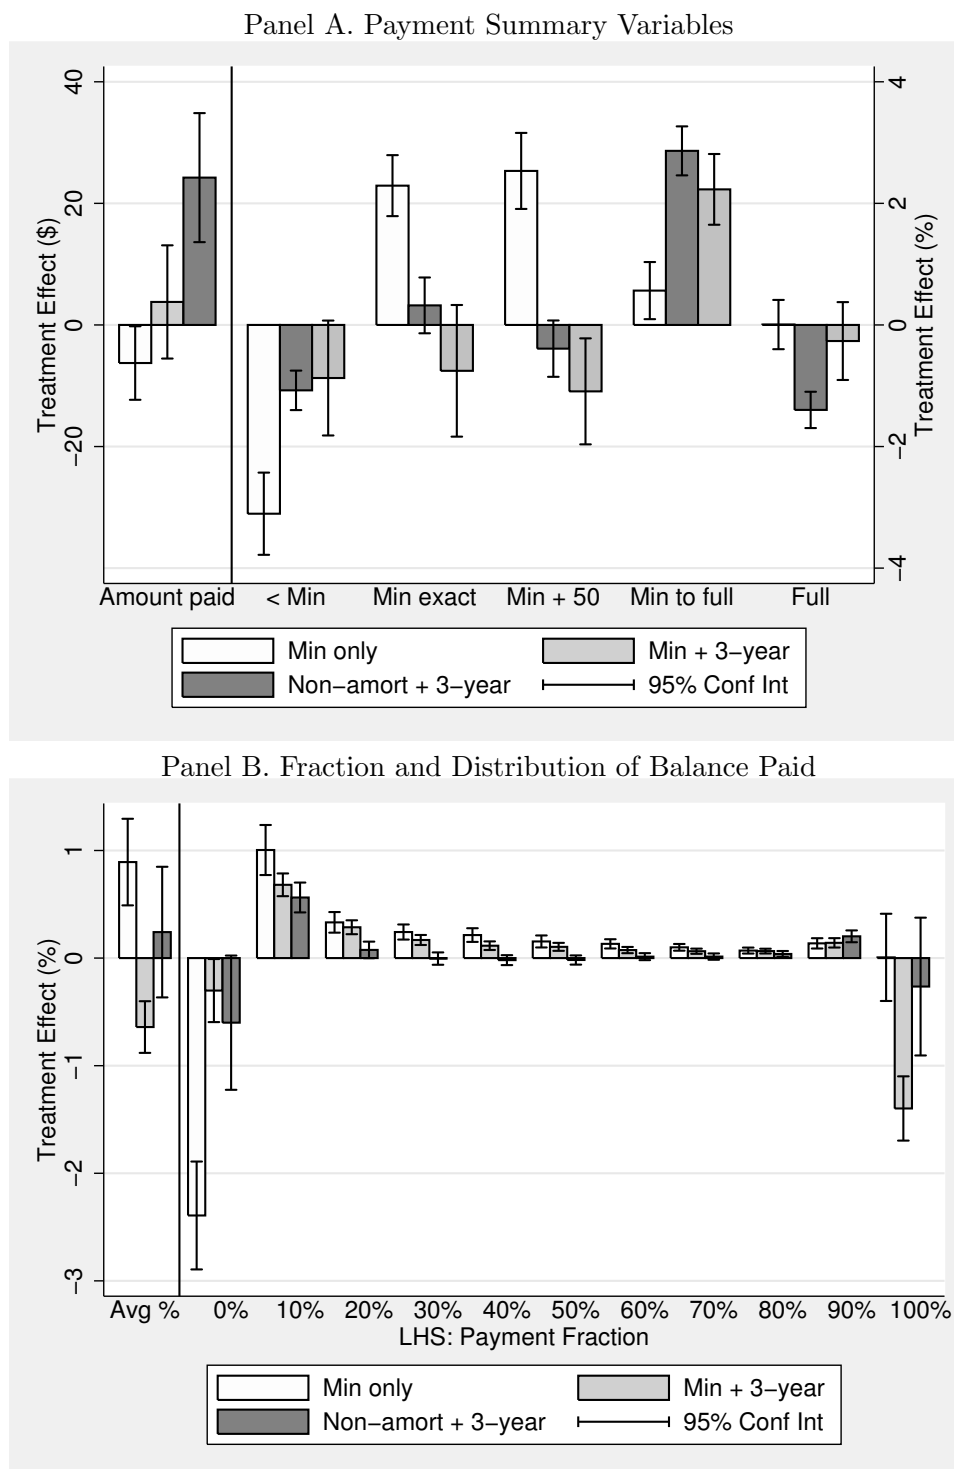 Panel A. Payment Summary Variables
40
20
0
−20
Treatment Effect ($)
4
2
0
−2
−4
Treatment Effect (%)
Amount paid < Min Min exact Min + 50 Min to full Full
Min only Min + 3−year
Non−amort + 3−year 95% Conf Int
Panel B. Fraction and Distribution of Balance Paid
1
0
−1
−2
−3
Treatment Effect (%)
Avg % 0% 10% 20% 30% 40% 50% 60% 70% 80% 90% 100%
LHS: Payment Fraction
Min only Min + 3−year
Non−amort + 3−year 95% Conf Int